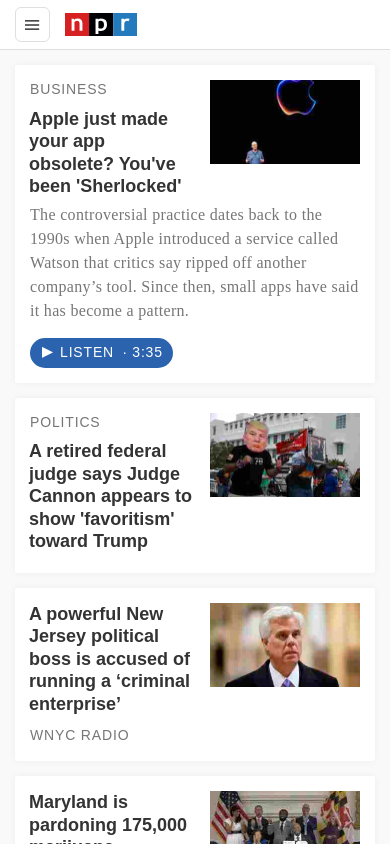 npr
BUSINESS
Apple just made
your app
obsolete? You've
been 'Sherlocked'
The controversial practice dates back to the
1990s when Apple introduced a service called
Watson that critics say ripped off another
company’s tool. Since then, small apps have said
it has become a pattern.
LISTEN · 3:35
POLITICS
A retired federal
judge says Judge
Cannon appears to
show 'favoritism'
toward Trump
A powerful New
Jersey political
boss is accused of
running a ‘criminal
enterprise’
WNYC RADIO
Maryland is
pardoning 175,000
marijuana